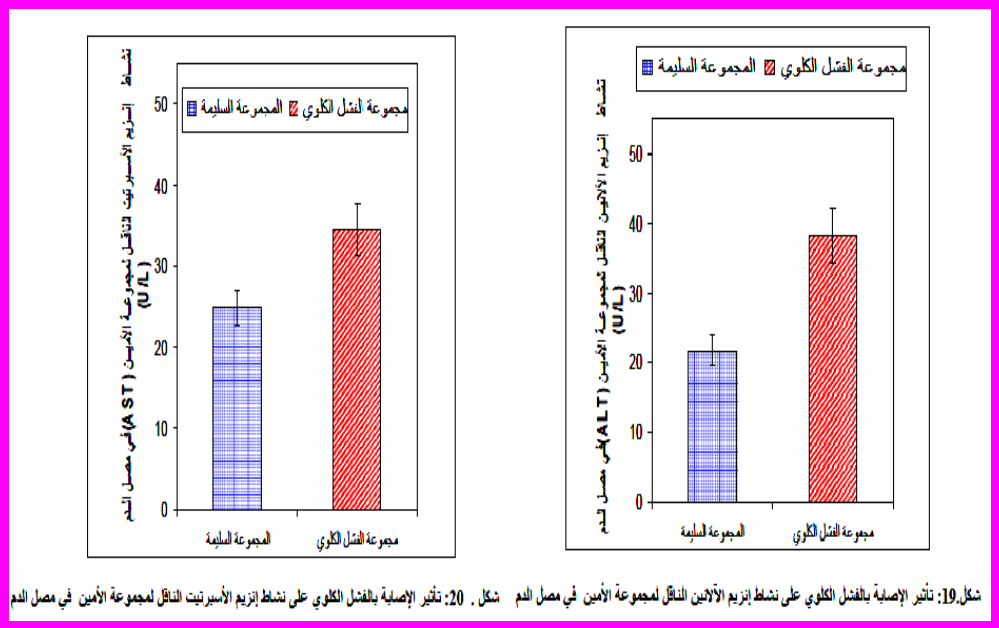 المجموعة السليمة مجموعة الفشل الكلوي
نشاط إنزيم الألانين الناقل لمجموعة الأمين (ALT) في مصل الدم
(IU/L)
50
40
30
20
10
0
المجموعة السليمة
مجموعة الفشل الكلوي
شكل.19: تأثير الإصابة بالفشل الكلوي على نشاط إنزيم الألانين الناقل لمجموعة الأمين في مصل الدم
المجموعة السليمة مجموعة الفشل الكلوي
نشاط إنزيم الأسبرتيت الناقل لمجموعة الأمين (AST) في مصل الدم
(U/L)
50
40
30
20
10
0
المجموعة السليمة
مجموعة الفشل الكلوي
شكل . 20: تأثير الإصابة بالفشل الكلوي على نشاط إنزيم الأسبرتيت الناقل لمجموعة الأمين في مصل الدم